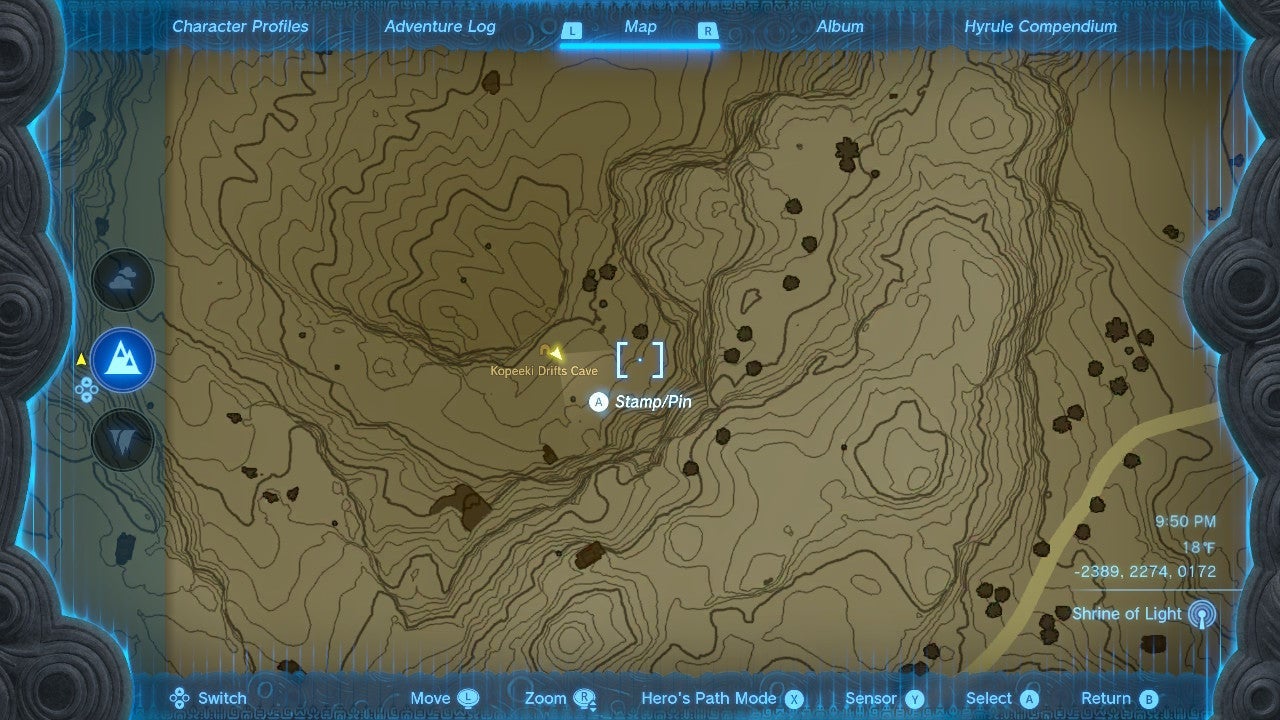 Character Profiles
Adventure Log
L
Map
R
Album
Hyrule Compendium
Kopeeki Drifts Cave
A Stamp/Pin
9:50 PM
18°F
-2389, 2274, 0172
Shrine of Light
Switch
Move L
Zoom R
Hero's Path Mode X
Sensor Y
Select A
Return B